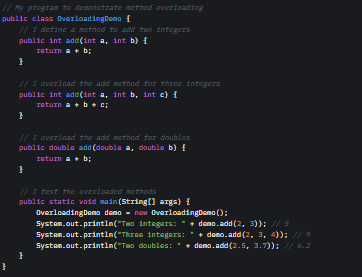 // My program to demonstrate method overloading
public class OverloadingDemo {
// I define a method to add two integers
public int add(int a, int b) {
return a + b;
}
// I overload the add method for three integers
public int add(int a, int b, int c) {
return a + b + c;
}
// I overload the add method for doubles
public double add(double a, double b) {
return a + b;
}
// I test the overloaded methods
public static void main(String[] args) {
OverloadingDemo demo = new OverloadingDemo();
System.out.println("Two integers: " + demo.add(2, 3)); // 5
System.out.println("Three integers: " + demo.add(2, 3, 4)); // 9
System.out.println("Two doubles: " + demo.add(2.5, 3.7)); // 6.2
}
}